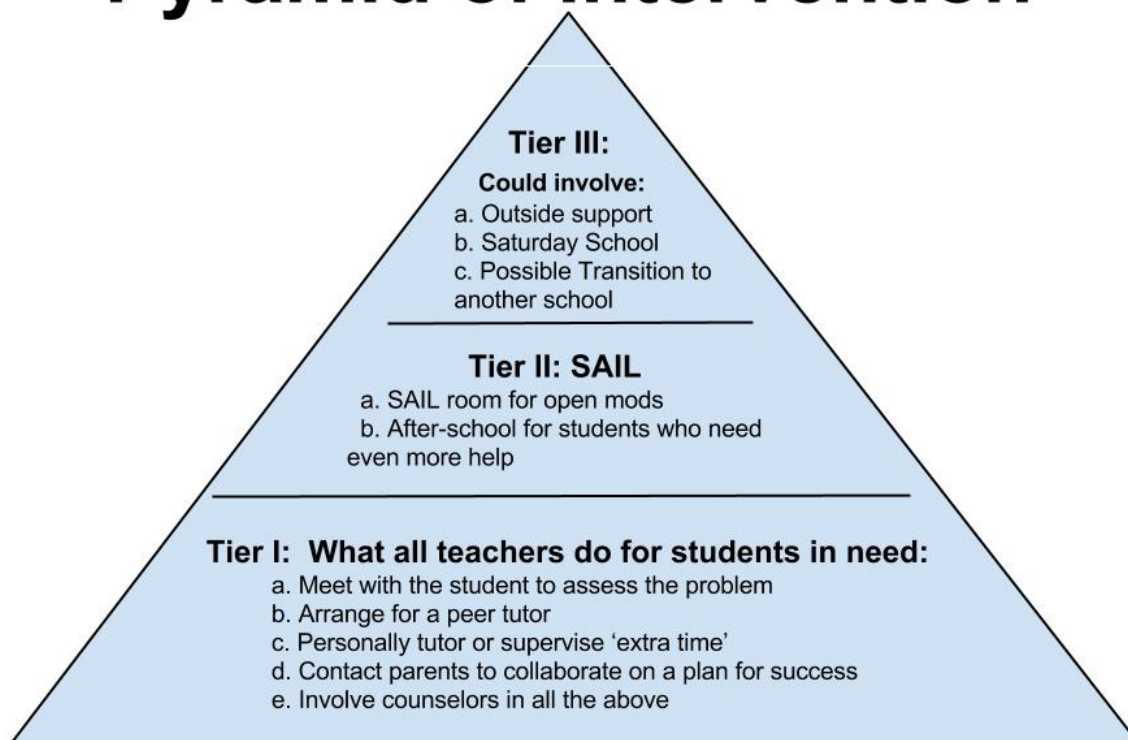 Pyramid of Intervention
Tier III:
Could involve:
a. Outside support
b. Saturday School
c. Possible Transition to
another school
Tier II: SAIL
a. SAIL room for open mods
b. After-school for students who need
even more help
Tier I:  What all teachers do for students in need:
a. Meet with the student to assess the problem
b. Arrange for a peer tutor
c. Personally tutor or supervise ‘extra time’
d. Contact parents to collaborate on a plan for success
e. Involve counselors in all the above